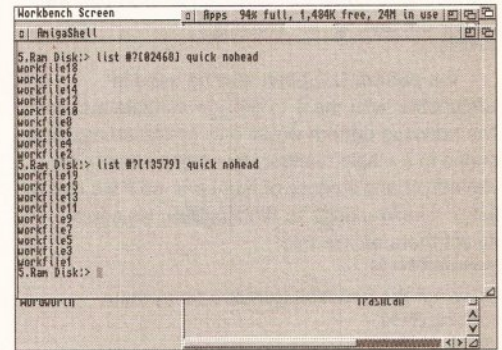 Workbench Screen
Apps 94% full, 1,484K free, 24M in use
AmigaShell
5.Ram Disk:> list #?[02468] quick nohead
workfile18
workfile16
workfile14
workfile12
workfile10
workfile8
workfile6
workfile4
workfile2
5.Ram Disk:> list #?[13579] quick nohead
workfile19
workfile15
workfile13
workfile11
workfile9
workfile7
workfile5
workfile3
workfile1
5.Ram Disk:>
Wordworth
Trashcan